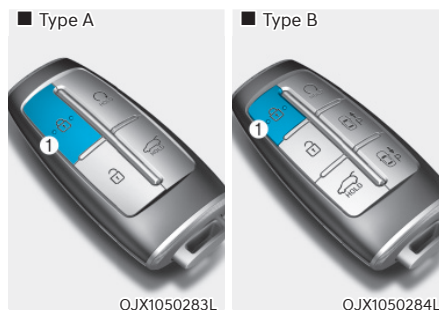 ■ Type A
1
OJX1050283L
■ Type B
1
HOLD
OJX1050284L